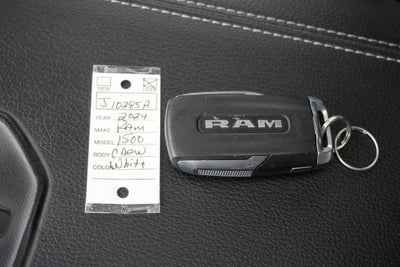 NEW
J10285A
YEAR 2024
MAKE Ram
MODEL 1500
BODY Crew
COLOR White
RAM